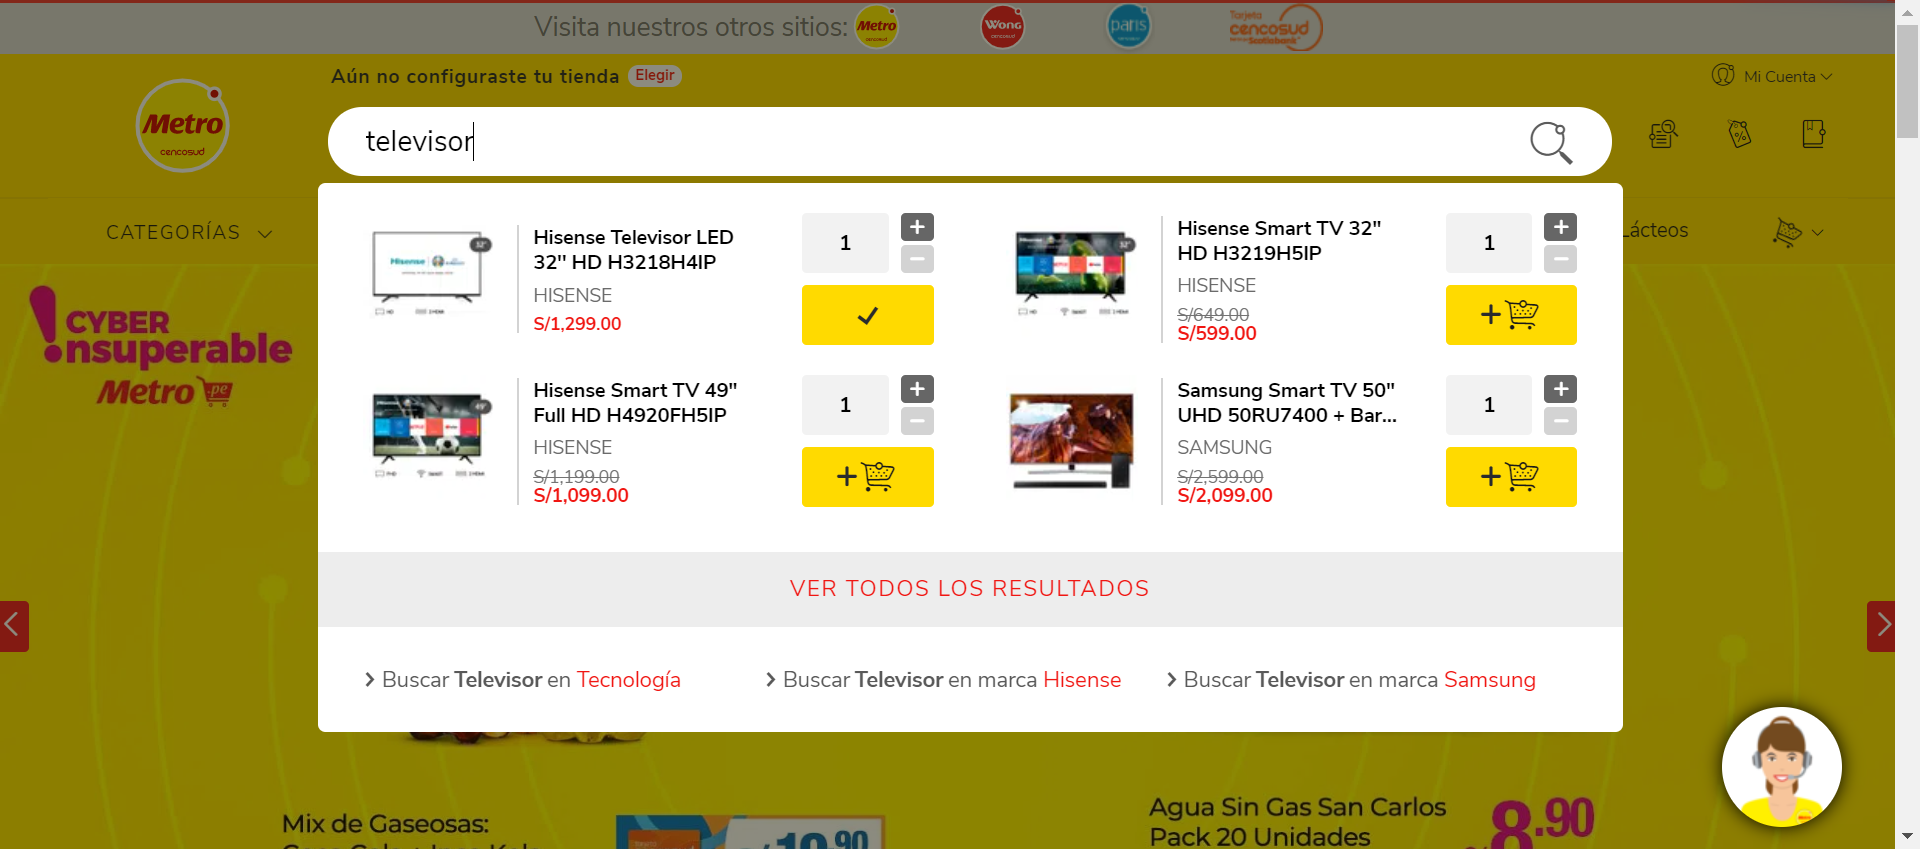 Visita nuestros otros sitios:
Metro
cencosud
Wong
cencosud
paris
cencosud
Tarjeta
cencosud
Scotiabank
Aún no configuraste tu tienda Elegir
Mi Cuenta
Metro
cencosud
televisor
CATEGORÍAS
Lácteos
Hisense Televisor LED
32" HD H3218H4IP
HISENSE
S/1,299.00
1
+
−
Hisense Smart TV 32"
HD H3219H5IP
HISENSE
S/649.00
S/599.00
1
+
−
+
Hisense Smart TV 49"
Full HD H4920FH5IP
HISENSE
S/1,199.00
S/1,099.00
1
+
−
+
Samsung Smart TV 50"
UHD 50RU7400 + Bar...
SAMSUNG
S/2,599.00
S/2,099.00
1
+
−
+
VER TODOS LOS RESULTADOS
Buscar Televisor en Tecnología
Buscar Televisor en marca Hisense
Buscar Televisor en marca Samsung
CYBER
!nsuperable
Metro .pe
Mix de Gaseosas:
Agua Sin Gas San Carlos
Pack 20 Unidades
8.90